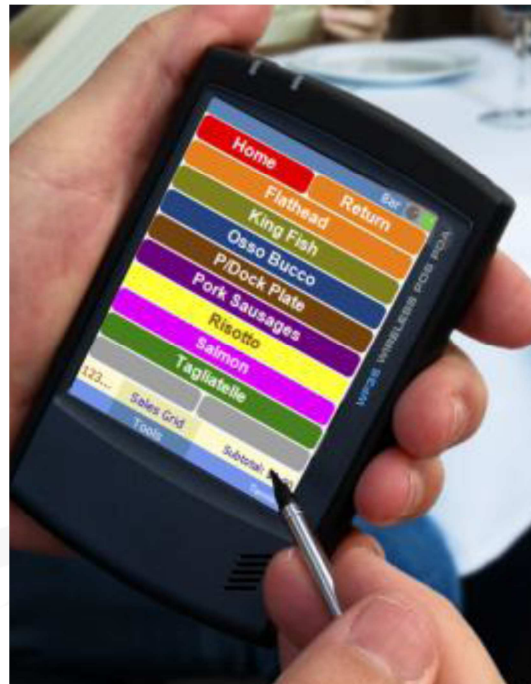 Bar
Home
Return
Flathead
King Fish
Osso Bucco
P/Dock Plate
Pork Sausages
Risotto
Salmon
Tagliatelle
123...
Sales Grid
Subtotal:
Tools
WP35 WIRELESS POS PDA